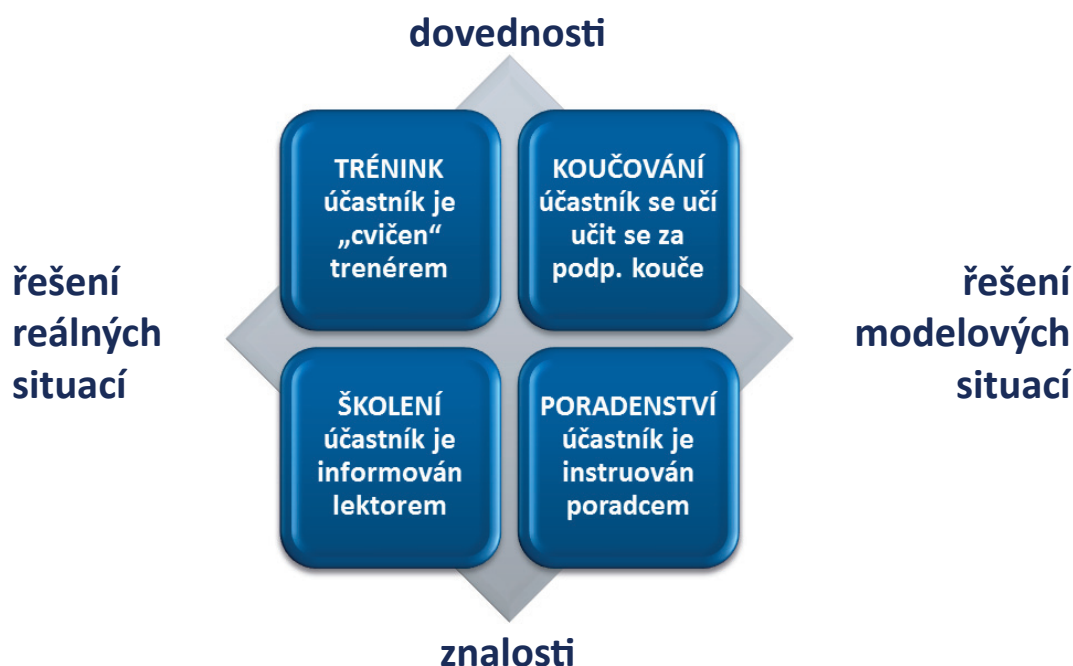 dovednosti
TRÉNINK
účastník je
„cvičen“
trenérem
KOUČOVÁNÍ
účastník se učí
učit se za
podp. kouče
řešení
reálných
situací
řešení
modelových
situací
ŠKOLENÍ
účastník je
informován
lektorem
PORADENSTVÍ
účastník je
instruován
poradcem
znalosti